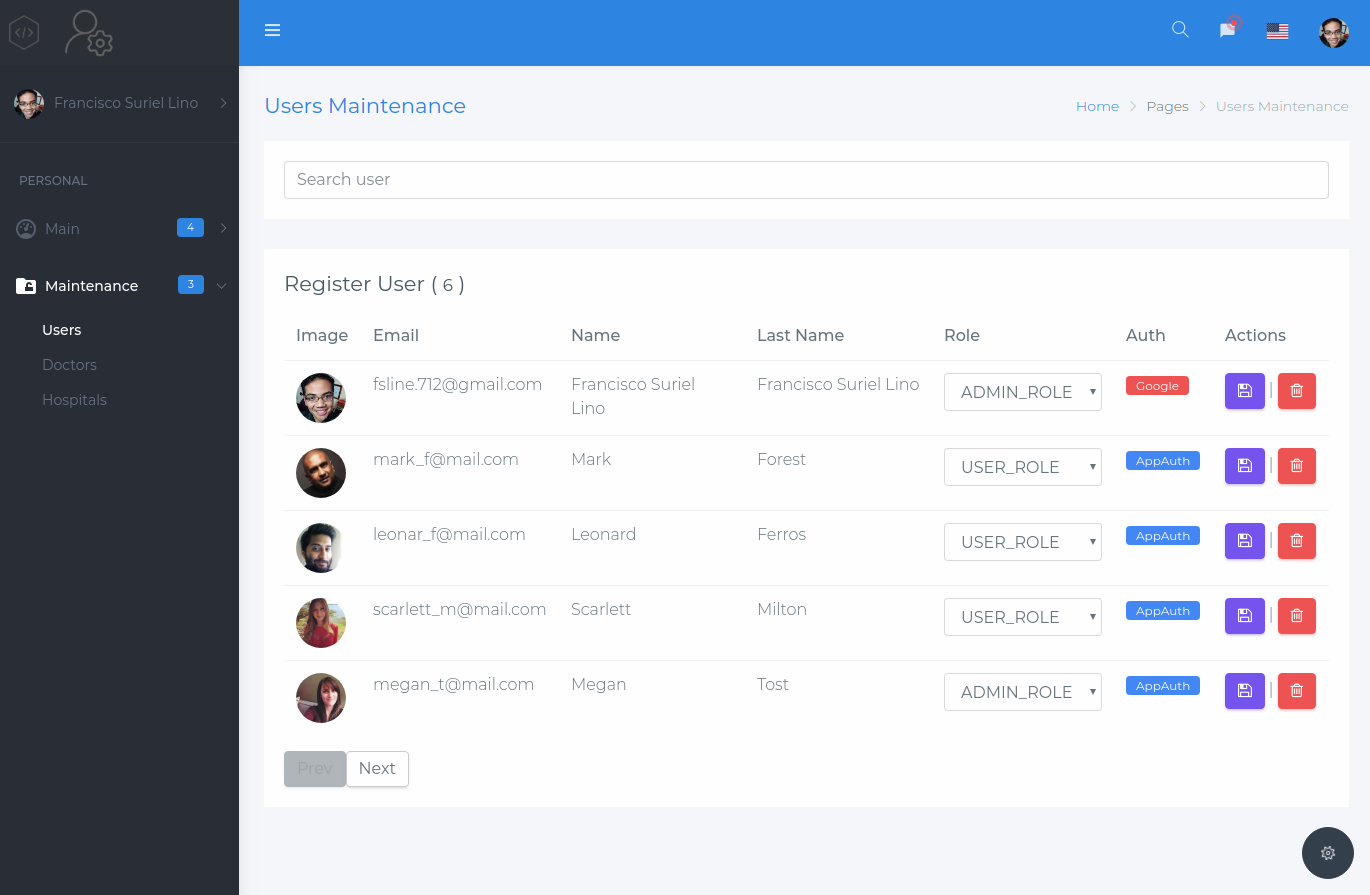 </>
Francisco Suriel Lino
PERSONAL
Main 4
Maintenance 3
Users
Doctors
Hospitals
Users Maintenance
Home Pages Users Maintenance
Search user
Register User ( 6 )
Image Email Name Last Name Role Auth Actions
fsline.712@gmail.com Francisco Suriel Francisco Suriel Lino ADMIN_ROLE Google |
Lino
mark_f@mail.com Mark Forest USER_ROLE AppAuth |
leonar_f@mail.com Leonard Ferros USER_ROLE AppAuth |
scarlett_m@mail.com Scarlett Milton USER_ROLE AppAuth |
megan_t@mail.com Megan Tost ADMIN_ROLE AppAuth |
Prev Next